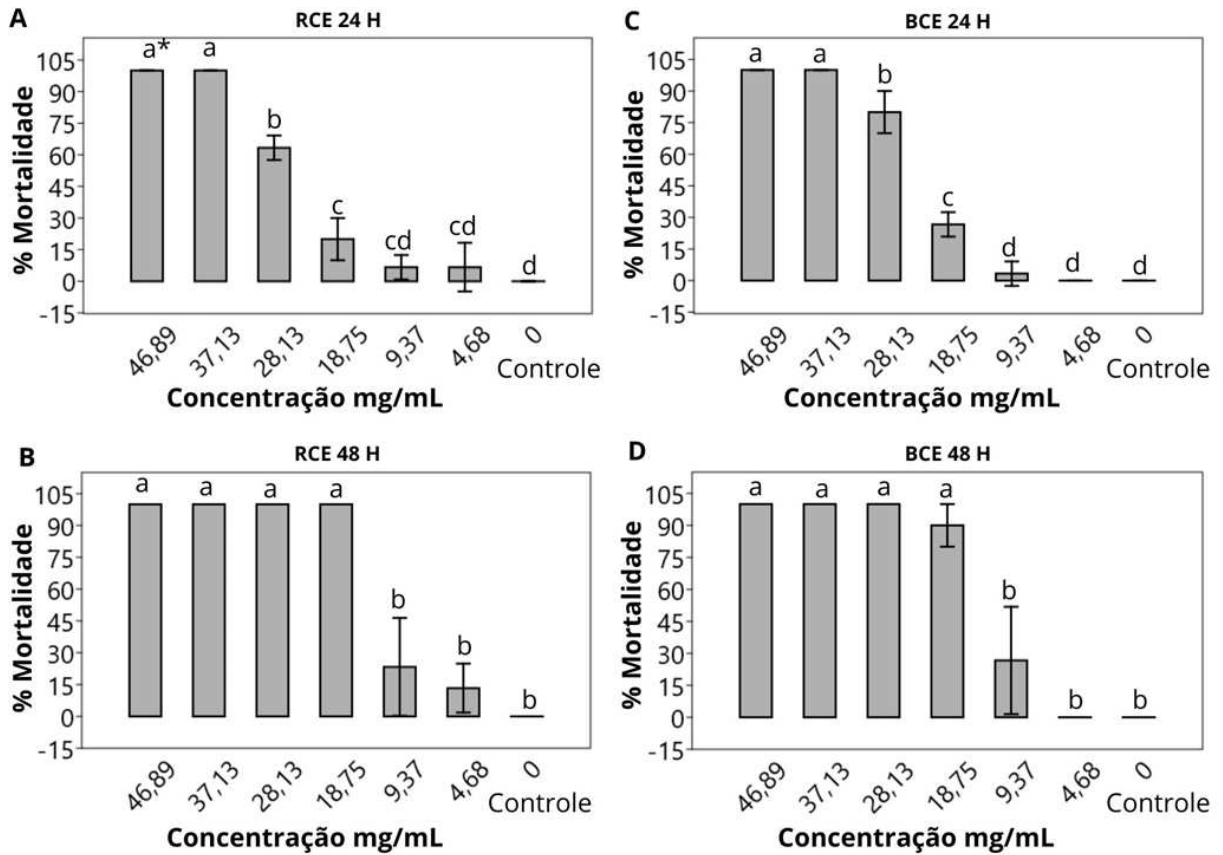 A
RCE 24 H
% Mortalidade
105
90
75
60
45
30
15
0
-15
a*
a
b
c
cd
cd
d
46,89
37,13
28,13
18,75
9,37
4,68
0
Controle
Concentração mg/mL
C
BCE 24 H
% Mortalidade
105
90
75
60
45
30
15
0
-15
a
a
b
c
d
d
d
46,89
37,13
28,13
18,75
9,37
4,68
0
Controle
Concentração mg/mL
B
RCE 48 H
% Mortalidade
105
90
75
60
45
30
15
0
-15
a
a
a
a
b
b
b
46,89
37,13
28,13
18,75
9,37
4,68
0
Controle
Concentração mg/mL
D
BCE 48 H
% Mortalidade
105
90
75
60
45
30
15
0
-15
a
a
a
a
b
b
b
46,89
37,13
28,13
18,75
9,37
4,68
0
Controle
Concentração mg/mL